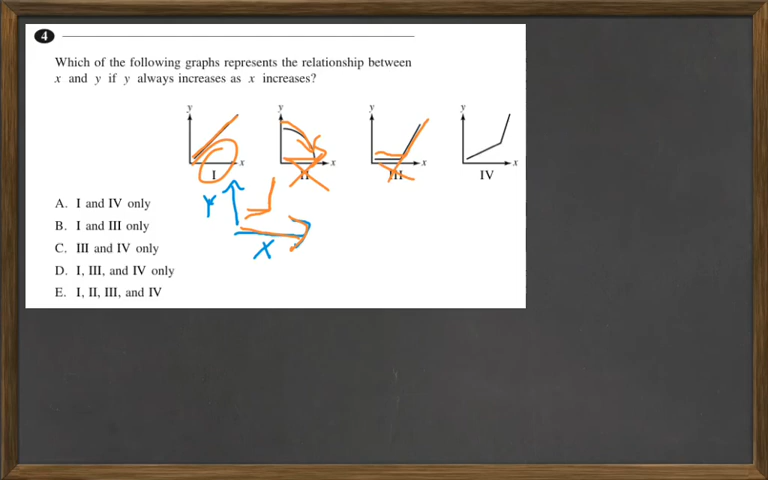 4
Which of the following graphs represents the relationship between
x and y if y always increases as x increases?
y y y y
x x x x
I II III IV
A. I and IV only
B. I and III only
C. III and IV only
D. I, III, and IV only
E. I, II, III, and IV
Y
X